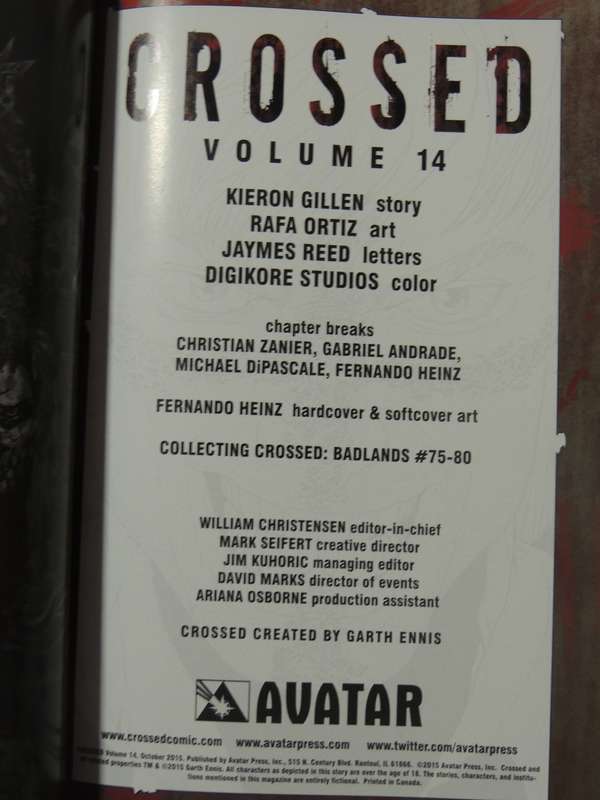 CROSSED
VOLUME 14
KIERON GILLEN story
RAFA ORTIZ art
JAYMES REED letters
DIGIKORE STUDIOS color
chapter breaks
CHRISTIAN ZANIER, GABRIEL ANDRADE,
MICHAEL DiPASCALE, FERNANDO HEINZ
FERNANDO HEINZ hardcover & softcover art
COLLECTING CROSSED: BADLANDS #75-80
WILLIAM CHRISTENSEN editor-in-chief
MARK SEIFERT creative director
JIM KUHORIC managing editor
DAVID MARKS director of events
ARIANA OSBORNE production assistant
CROSSED CREATED BY GARTH ENNIS
AVATAR
www.crossedcomic.com www.avatarpress.com www.twitter.com/avatarpress
CROSSED Volume 14, October 2015. Published by Avatar Press, Inc., 515 N. Century Blvd. Rantoul, IL 61866. ©2015 Avatar Press, Inc. Crossed and
all related properties TM & ©2015 Garth Ennis. All characters as depicted in this story are over the age of 18. The stories, characters, and institu-
tions mentioned in this magazine are entirely fictional. Printed in Canada.